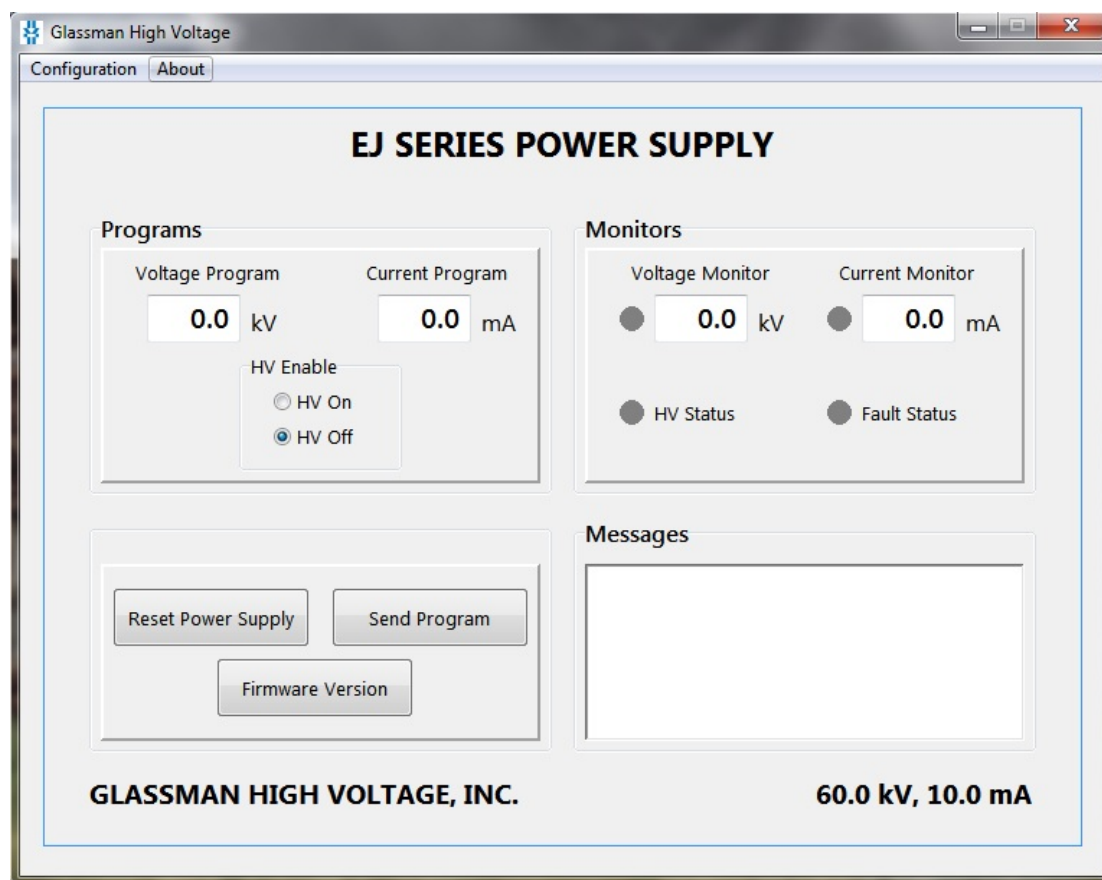 Glassman High Voltage
Configuration About
EJ SERIES POWER SUPPLY
Programs
Voltage Program Current Program
0.0 kV 0.0 mA
HV Enable
HV On
HV Off
Monitors
Voltage Monitor Current Monitor
0.0 kV 0.0 mA
HV Status Fault Status
Reset Power Supply Send Program
Firmware Version
Messages
GLASSMAN HIGH VOLTAGE, INC. 60.0 kV, 10.0 mA